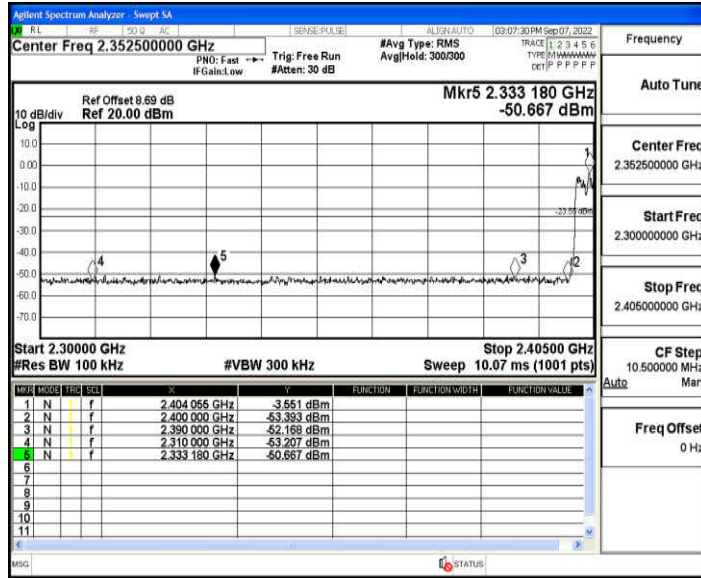 Agilent Spectrum Analyzer - Swept SA
RL RF 50 Ω AC SENSE:PULSE ALIGN AUTO 03:07:30 PM Sep 07, 2022
Center Freq 2.352500000 GHz
PNO: Fast Trig: Free Run
IFGain:Low #Atten: 30 dB
#Avg Type: RMS
Avg|Hold: 300/300
TRACE 1 2 3 4 5 6
TYPE MWWWWW
DET P P P P P P
Ref Offset 8.69 dB
Ref 20.00 dBm
10 dB/div
Log
Mkr5 2.333 180 GHz
-50.667 dBm
10.0
0.00
-10.0
-20.0
-30.0
-40.0
-50.0
-60.0
-70.0
1
4
5
3
2
Start 2.30000 GHz Stop 2.40500 GHz
#Res BW 100 kHz #VBW 300 kHz Sweep 10.07 ms (1001 pts)
MKR MODE TRC SCL X Y FUNCTION FUNCTION WIDTH FUNCTION VALUE
1 N 1 f 2.404 055 GHz -3.551 dBm
2 N 1 f 2.404 000 GHz -53.393 dBm
3 N 1 f 2.390 000 GHz -52.168 dBm
4 N 1 f 2.310 000 GHz -53.207 dBm
5 N 1 f 2.333 180 GHz -50.667 dBm
6
7
8
9
10
11
MSG STATUS
Frequency
Auto Tune
Center Freq
2.352500000 GHz
Start Freq
2.300000000 GHz
Stop Freq
2.405000000 GHz
CF Step
10.500000 MHz
Auto Man
Freq Offset
0 Hz